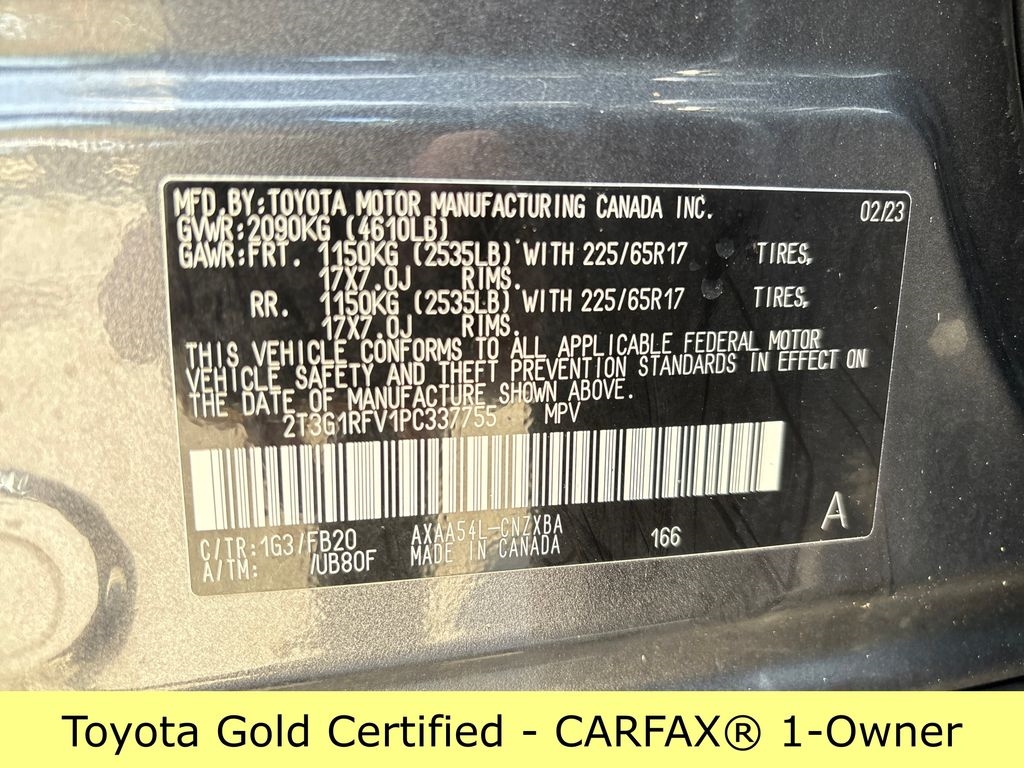 MFD.BY:TOYOTA MOTOR MANUFACTURING CANADA INC. 02/23
GVWR:2090KG (4610LB)
GAWR:FRT. 1150KG (2535LB) WITH 225/65R17 TIRES,
17X7.0J RIMS.
RR. 1150KG (2535LB) WITH 225/65R17 TIRES,
17X7.0J RIMS.
THIS VEHICLE CONFORMS TO ALL APPLICABLE FEDERAL MOTOR
VEHICLE SAFETY AND THEFT PREVENTION STANDARDS IN EFFECT ON
THE DATE OF MANUFACTURE SHOWN ABOVE.
2T3G1RFV1PC337755 MPV
A
C/TR:1G3/FB20 AXAA54L-CNZXBA 166
A/TM: /UB80F MADE IN CANADA
Toyota Gold Certified - CARFAX® 1-Owner